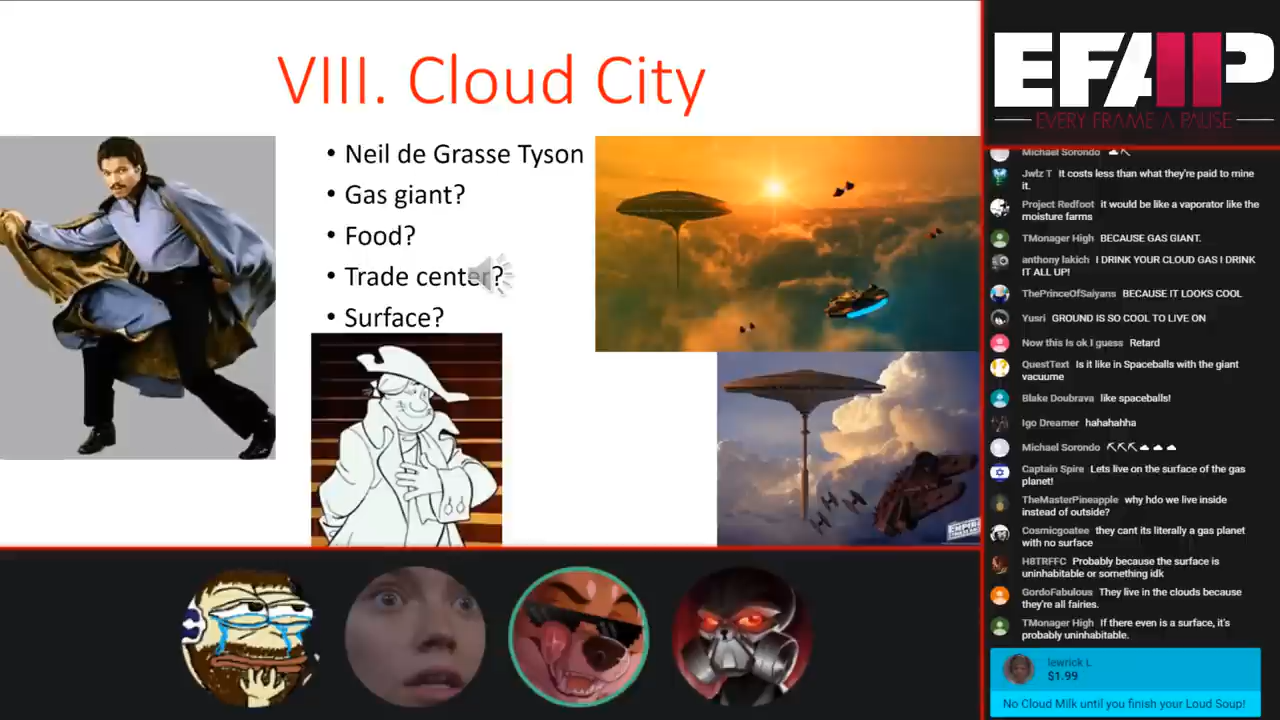 VIII. Cloud City
• Neil de Grasse Tyson
• Gas giant?
• Food?
• Trade center?
• Surface?
EFAP
EVERY FRAME A PAUSE
Michael Sorondo
Jwlz T It costs less than what they're paid to mine
it.
Project Redfoot it would be like a vaporator like the
moisture farms
TManager High BECAUSE GAS GIANT.
anthony lakich I DRINK YOUR CLOUD GAS I DRINK
IT ALL UP!
ThePrinceOfSaiyans BECAUSE IT LOOKS COOL
Yusri GROUND IS SO COOL TO LIVE ON
Now this Is ok I guess Retard
QuestText Is it like in Spaceballs with the giant
vacuume
Blake Doubrava like spaceballs!
Igo Dreamer hahahahha
Michael Sorondo
Captain Spire Lets live on the surface of the gas
planet!
TheMasterPineapple why hdo we live inside
instead of outside?
Cosmicgoatee they cant its literally a gas planet
with no surface
H8TRFFC Probably because the surface is
uninhabitable or something idk
GordoFabulous They live in the clouds because
they're all fairies.
TManager High If there even is a surface, it's
probably uninhabitable.
lewrick L
$1.99
No Cloud Milk until you finish your Loud Soup!